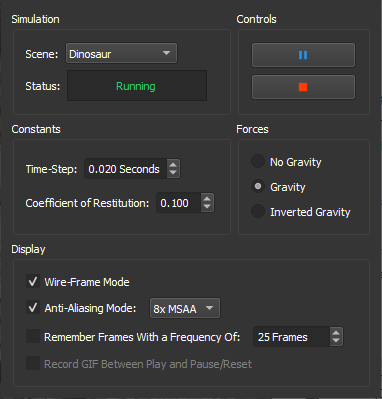 Simulation
Controls
Scene: Dinosaur
Status: Running
Constants
Forces
Time-Step: 0.020 Seconds
Coefficient of Restitution: 0.100
No Gravity
Gravity
Inverted Gravity
Display
Wire-Frame Mode
Anti-Aliasing Mode: 8x MSAA
Remember Frames With a Frequency Of: 25 Frames
Record GIF Between Play and Pause/Reset